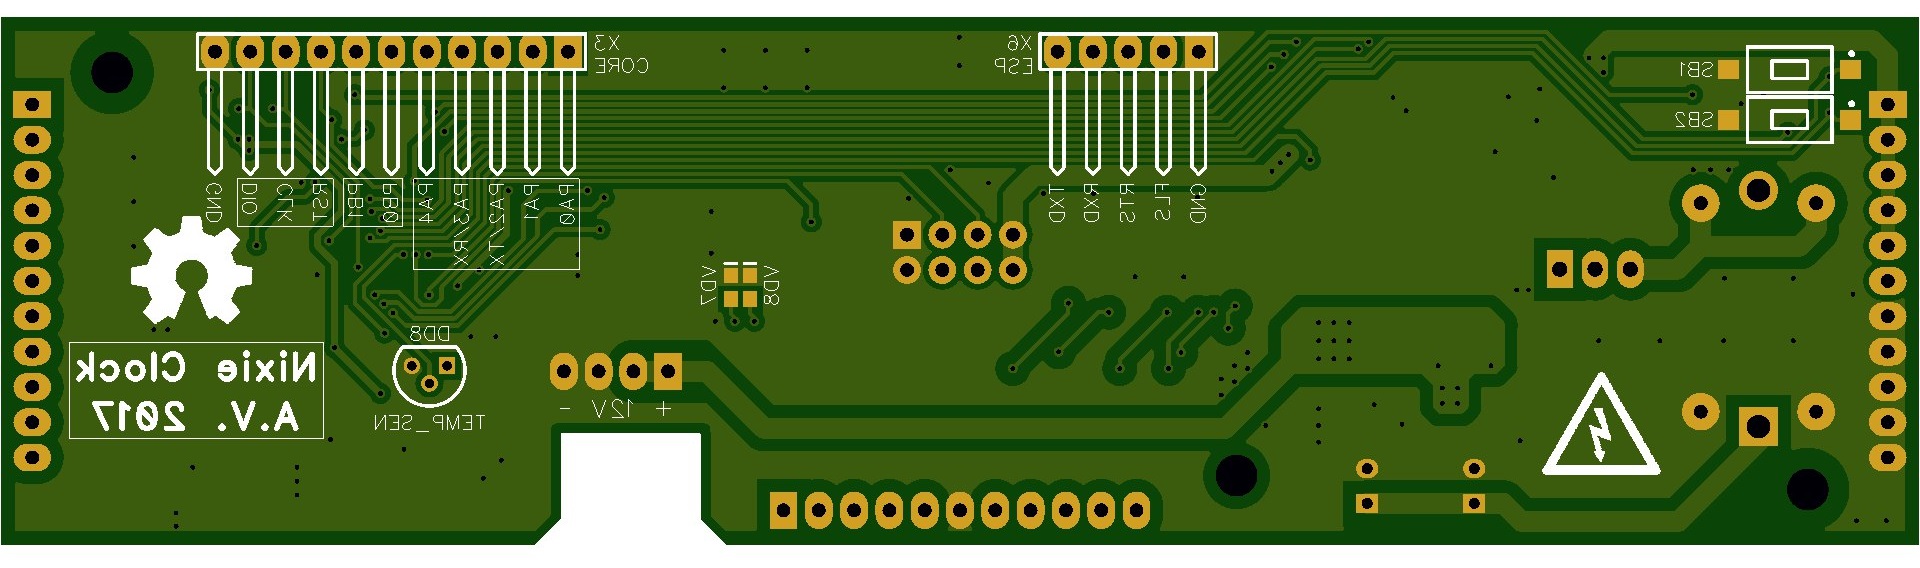 X3
CORE
X6
ESP
SB1
SB2
GND
DIO
CLK
RST
PB1
PB0
PA4
PA3/RX
PA2/TX
PA1
PA0
TXD
RXD
RTS
FLS
GND
VD7
VD8
DD8
TEMP_SEN
Nixie Clock
A.V. 2017
+ 12V -